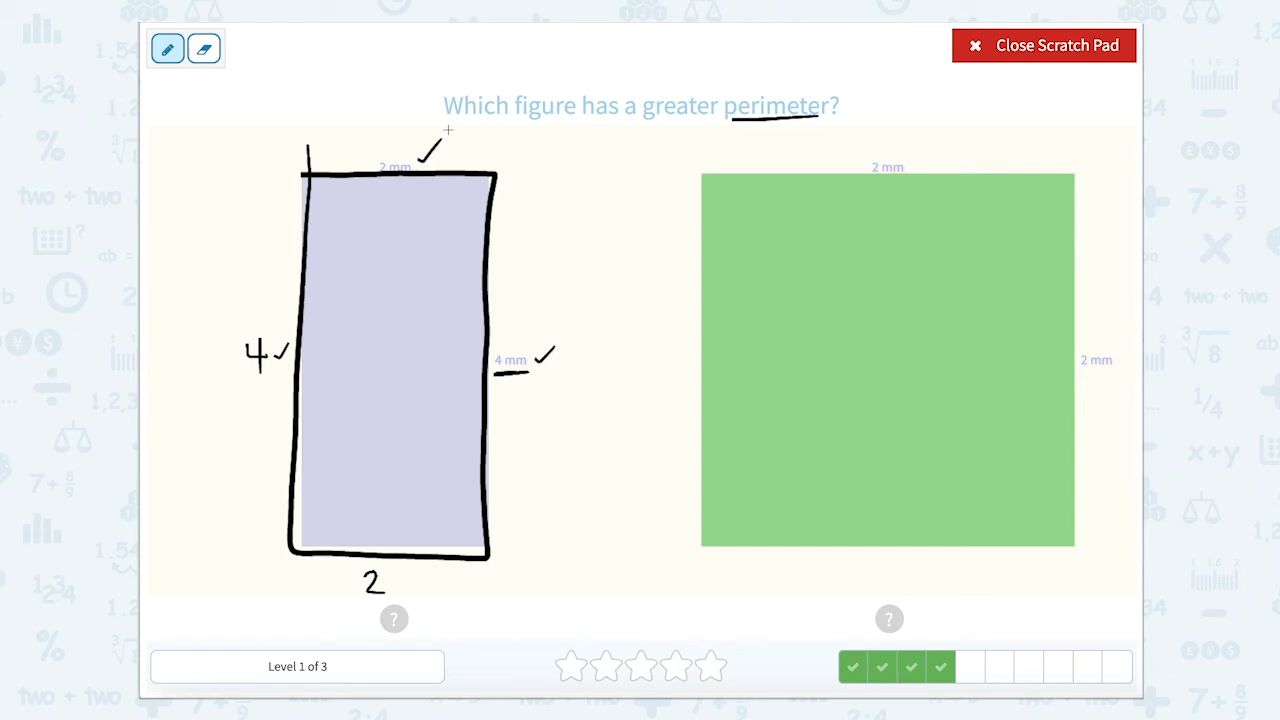 Close Scratch Pad
Which figure has a greater perimeter?
2 mm
2 mm
4
4 mm
2 mm
2
?
?
Level 1 of 3